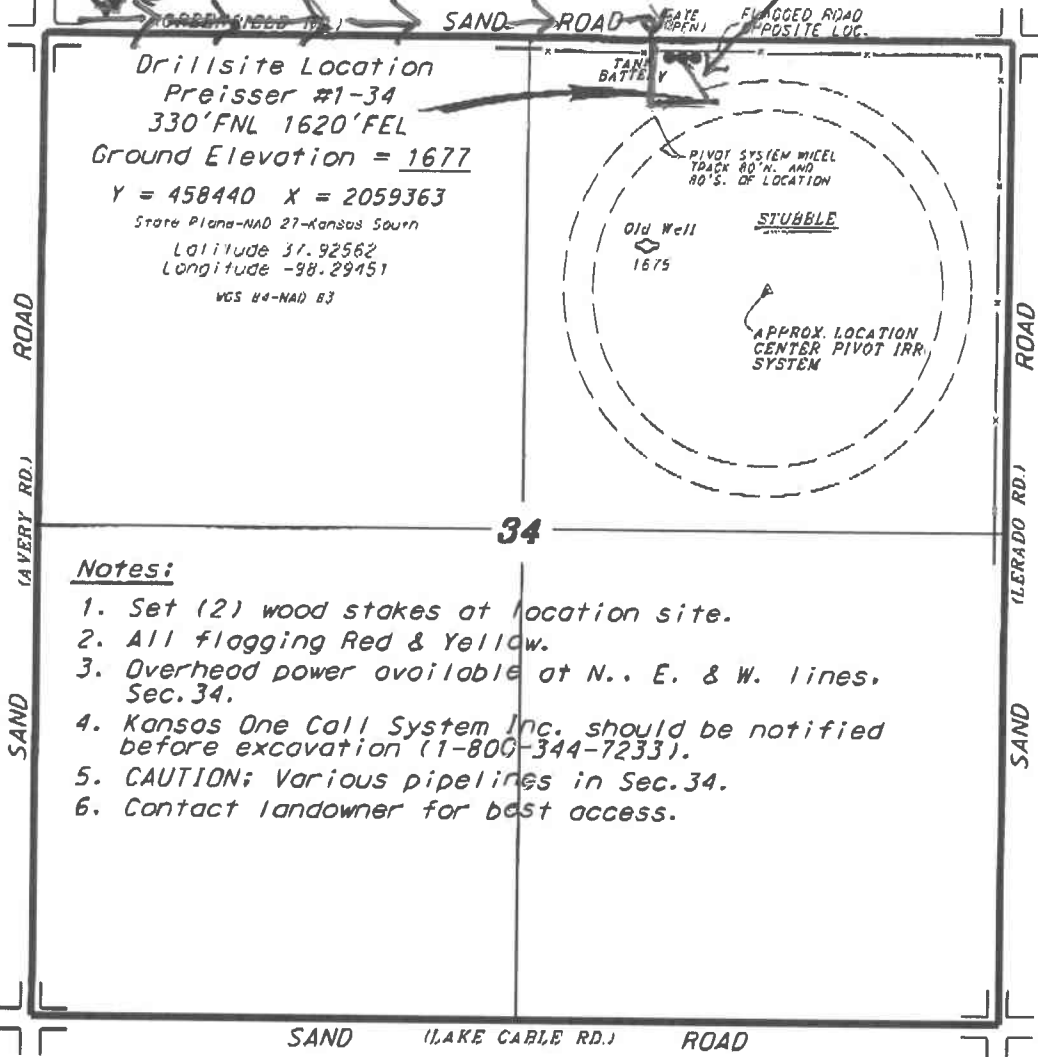 SAND ROAD
(GREENFIELD RD.)
GATE
(OPEN)
FLAGGED ROAD
OPPOSITE LOC.
Drillsite Location
Preisser #1-34
330'FNL 1620'FEL
Ground Elevation = 1677
Y = 458440 X = 2059363
State Plane-NAD 27-Kansas South
Latitude 37.92562
Longitude -98.29451
WGS 84-NAD 83
TANK
BATTERY
PIVOT SYSTEM WHEEL
TRACK 80'N. AND
80'S. OF LOCATION
STUBBLE
Old Well
1675
APPROX. LOCATION
CENTER PIVOT IRR.
SYSTEM
SAND (AVERY RD.) ROAD
SAND (LERADO RD.) ROAD
34
Notes:
1. Set (2) wood stakes at location site.
2. All flagging Red & Yellow.
3. Overhead power available at N., E. & W. lines,
Sec.34.
4. Kansas One Call System Inc. should be notified
before excavation (1-800-344-7233).
5. CAUTION: Various pipelines in Sec.34.
6. Contact landowner for best access.
SAND (LAKE CABLE RD.) ROAD